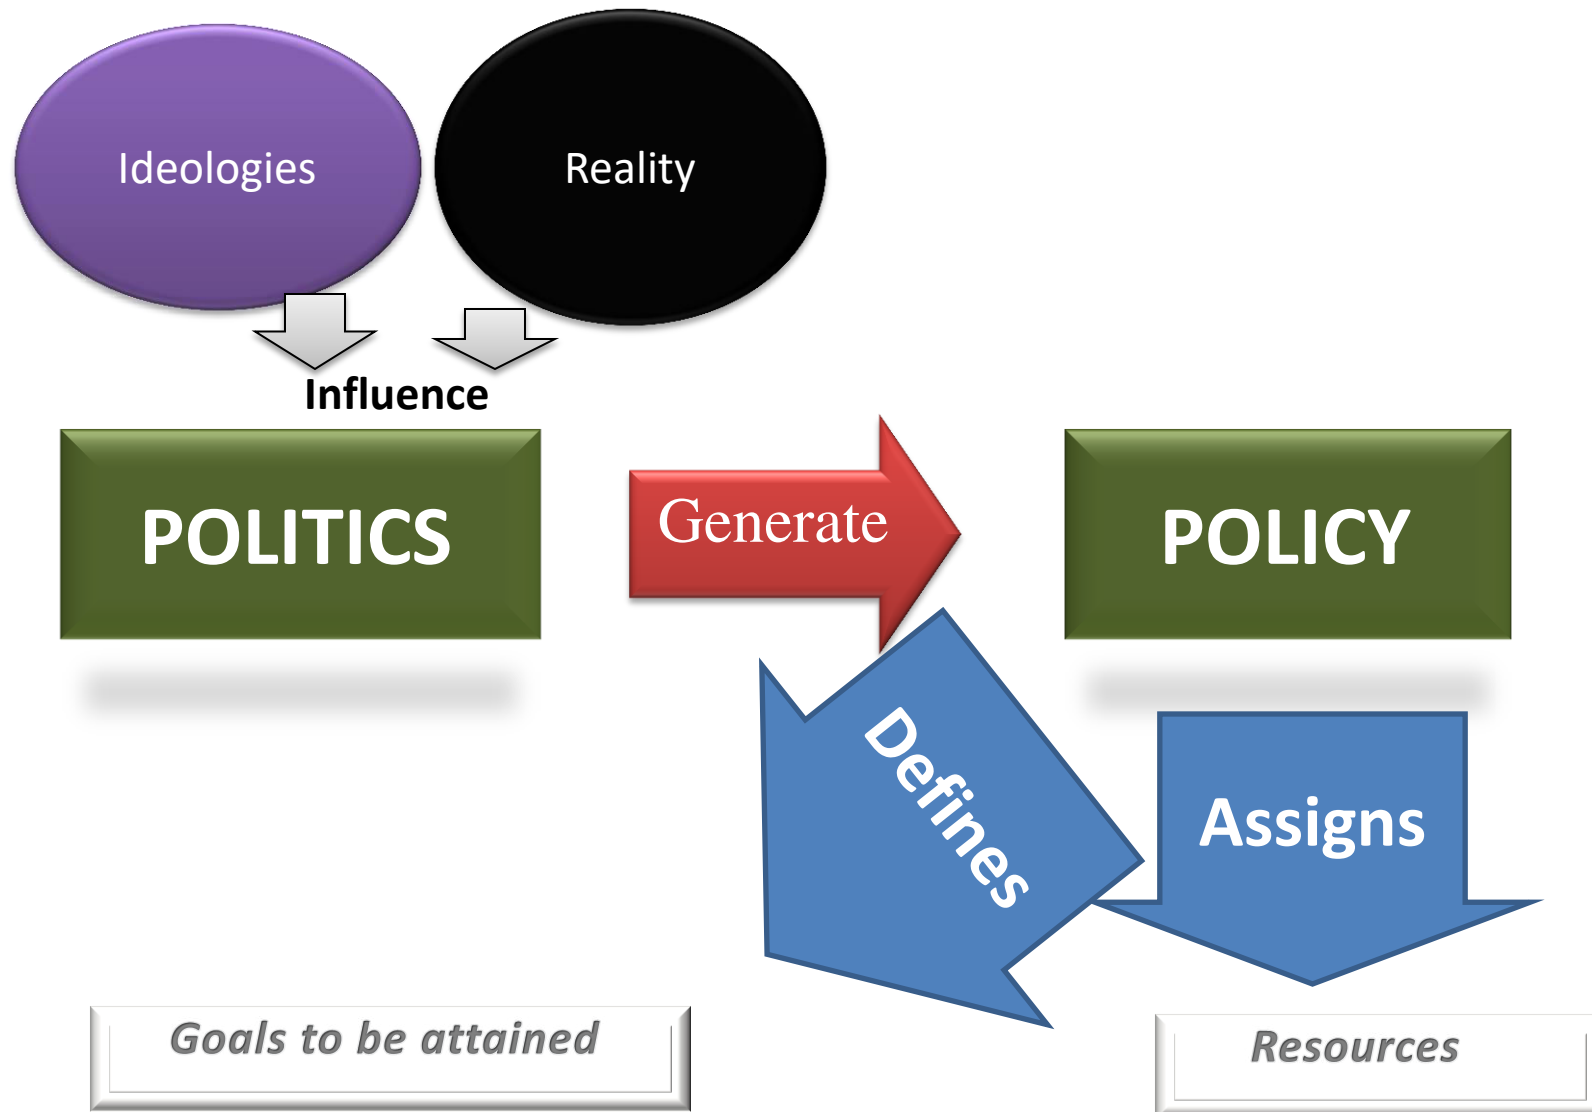 Ideologies
Reality
Influence
POLITICS
Generate
POLICY
Defines
Assigns
Goals to be attained
Resources